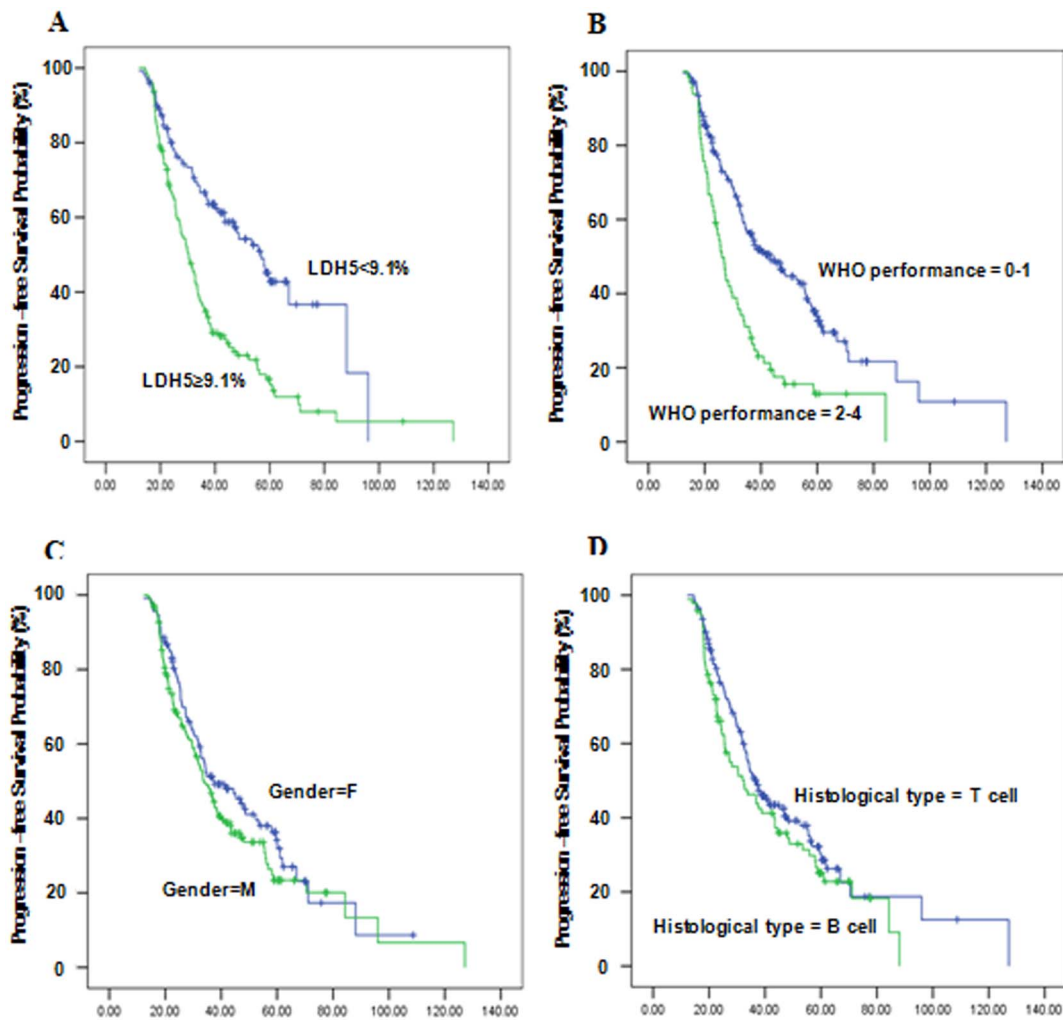 A
Progression-free Survival Probability (%)
100
80
60
40
20
0
LDH5<9.1%
LDH5≥9.1%
0.00 20.00 40.00 60.00 80.00 100.00 120.00 140.00
B
Progression-free Survival Probability (%)
100
80
60
40
20
0
WHO performance = 0-1
WHO performance = 2-4
0.00 20.00 40.00 60.00 80.00 100.00 120.00 140.00
C
Progression-free Survival Probability (%)
100
80
60
40
20
0
Gender=F
Gender=M
0.00 20.00 40.00 60.00 80.00 100.00 120.00 140.00
D
Progression-free Survival Probability (%)
100
80
60
40
20
0
Histological type = T cell
Histological type = B cell
0.00 20.00 40.00 60.00 80.00 100.00 120.00 140.00